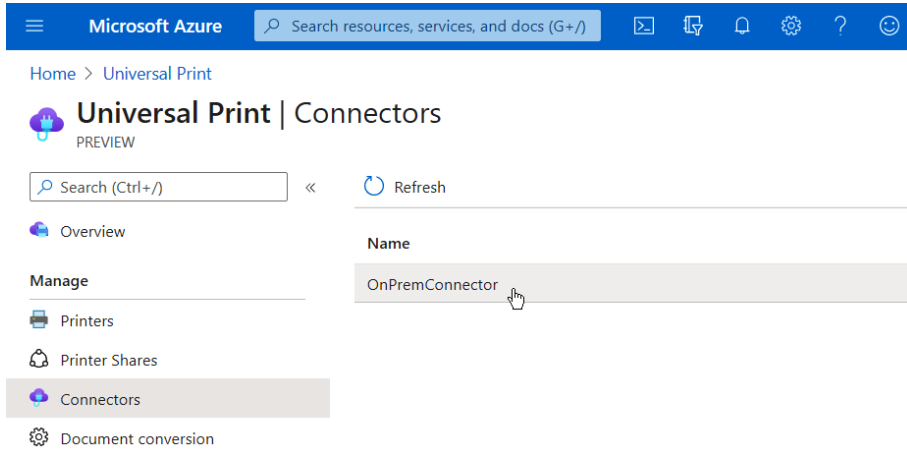 Microsoft Azure
Search resources, services, and docs (G+/)
Home > Universal Print
Universal Print | Connectors
PREVIEW
Search (Ctrl+/)
«
Refresh
Overview
Name
Manage
OnPremConnector
Printers
Printer Shares
Connectors
Document conversion